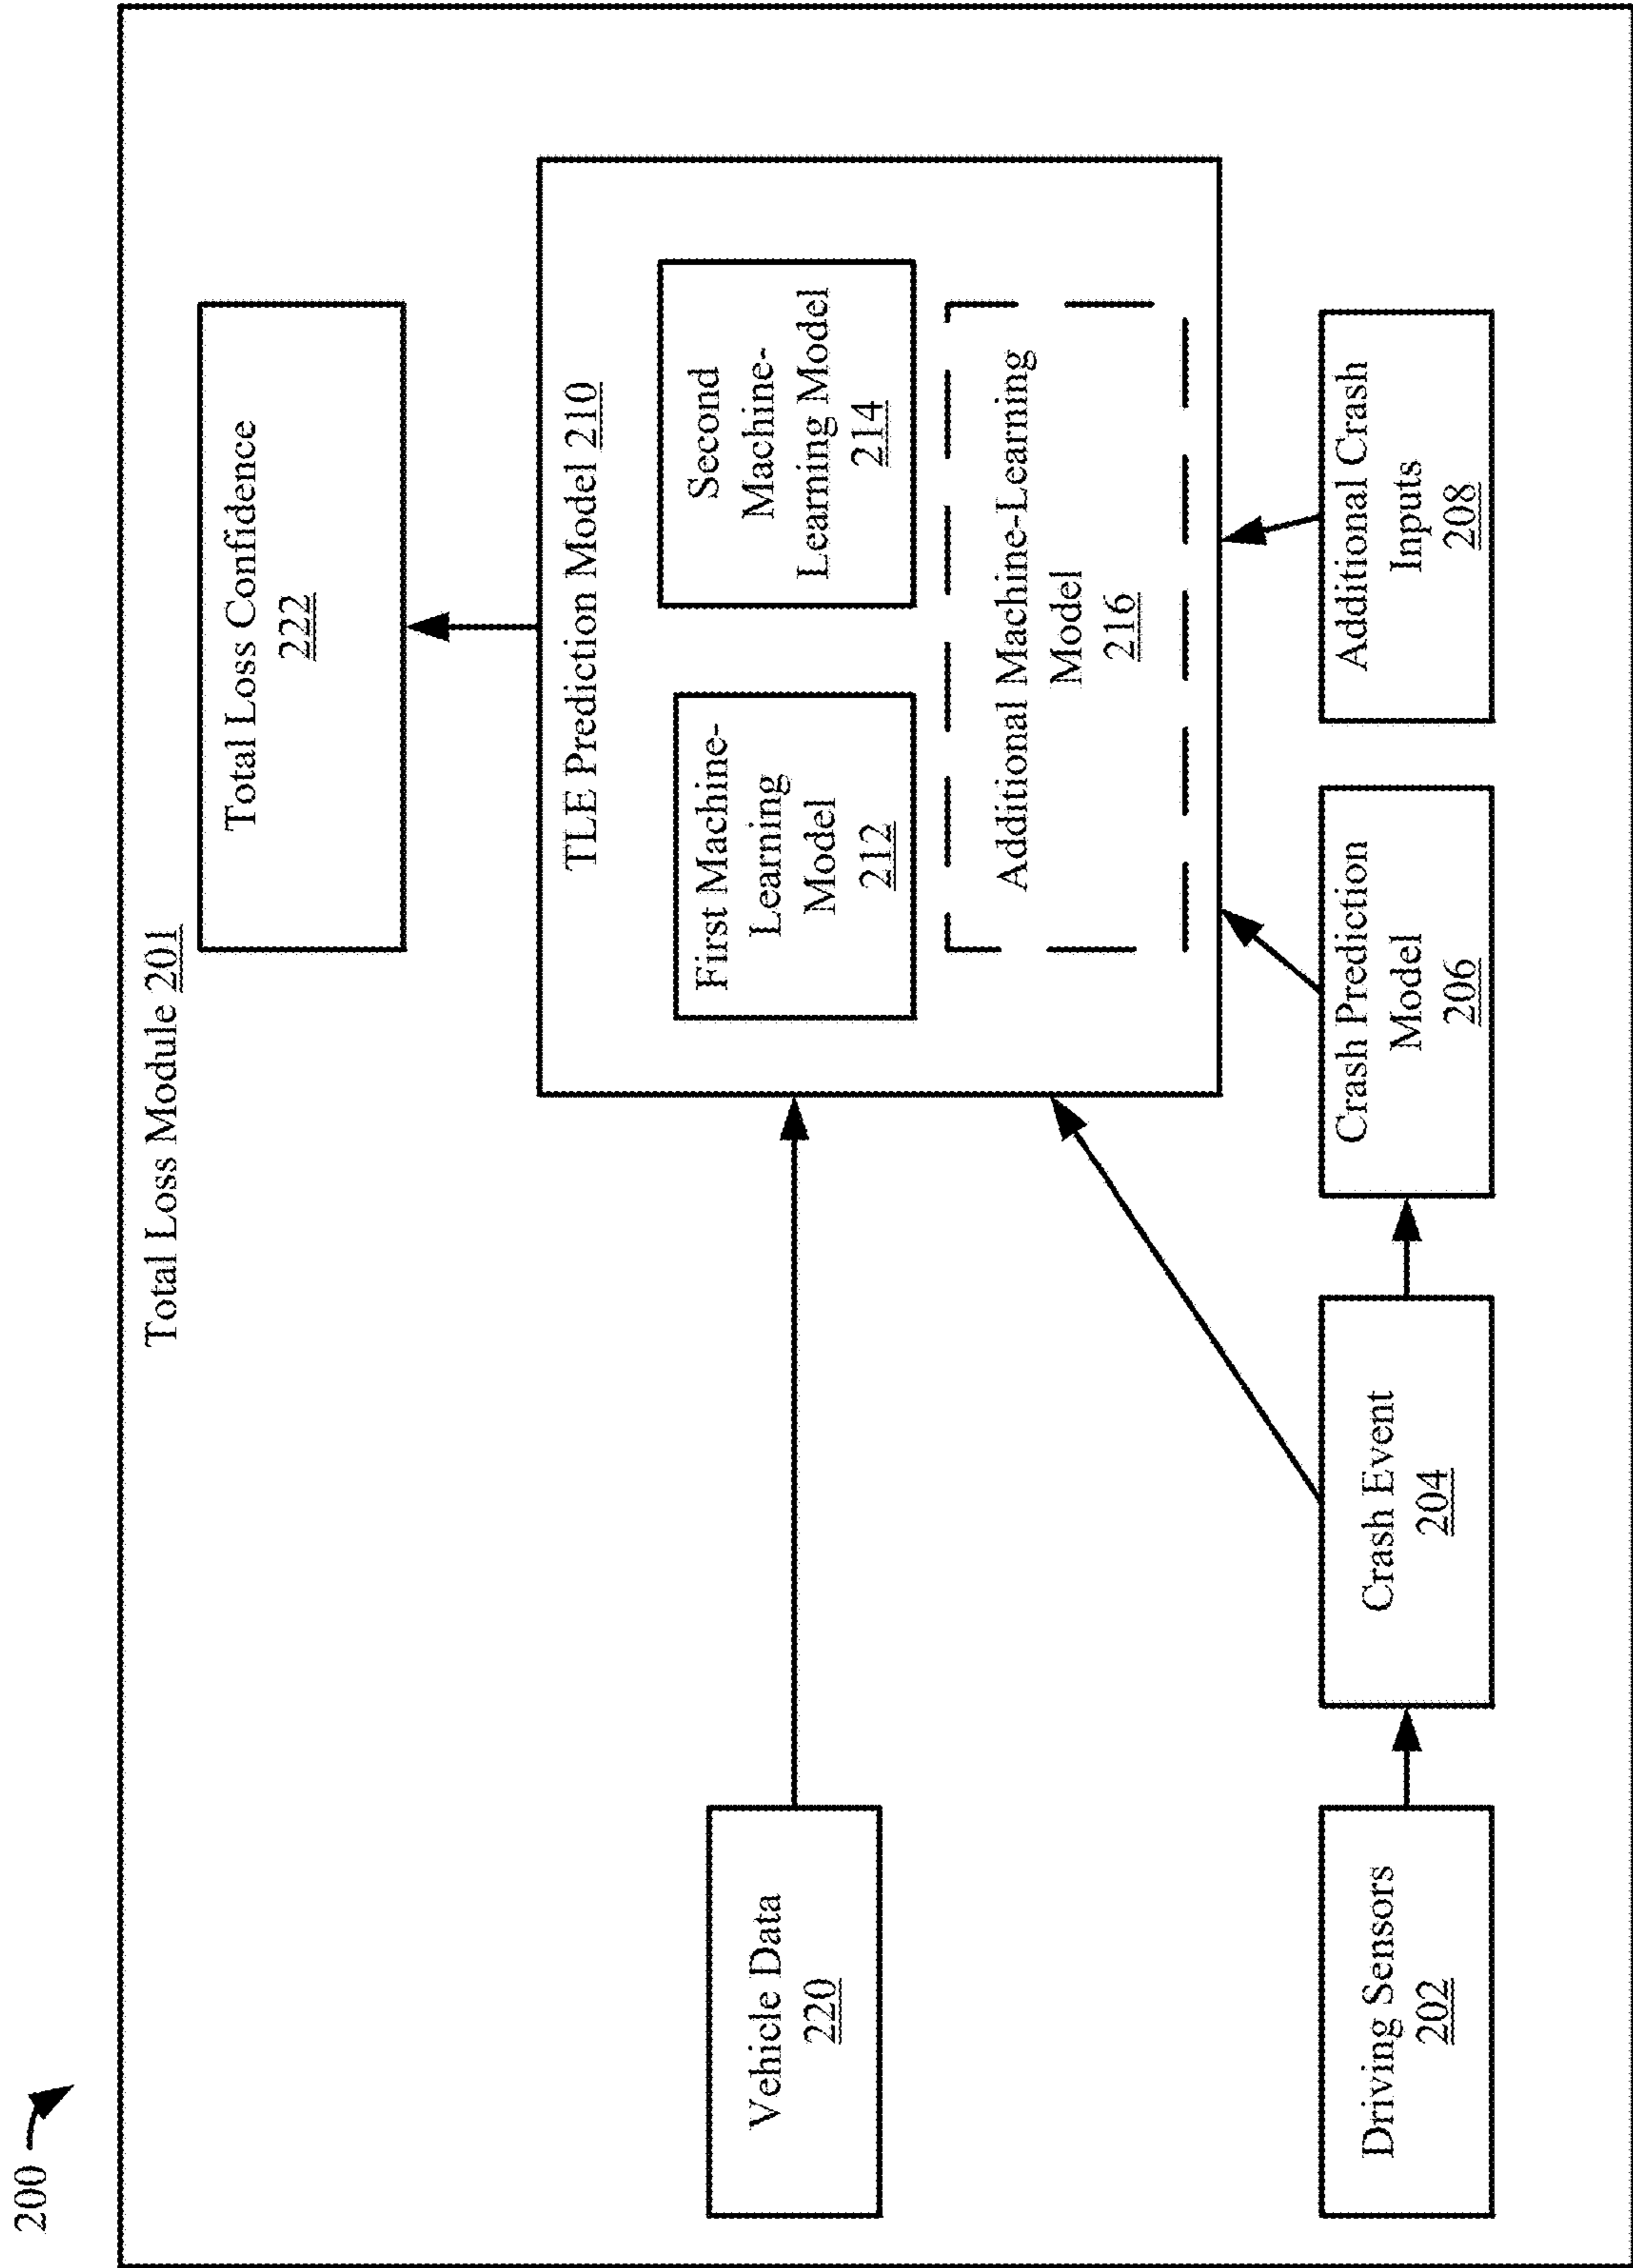 200
Total Loss Module 201
Total Loss Confidence
222
TLE Prediction Model 210
First Machine-
Learning
Model
212
Second
Machine-
Learning Model
214
Additional Machine-Learning
Model
216
Vehicle Data
220
Driving Sensors
202
Crash Event
204
Crash Prediction
Model
206
Additional Crash
Inputs
208